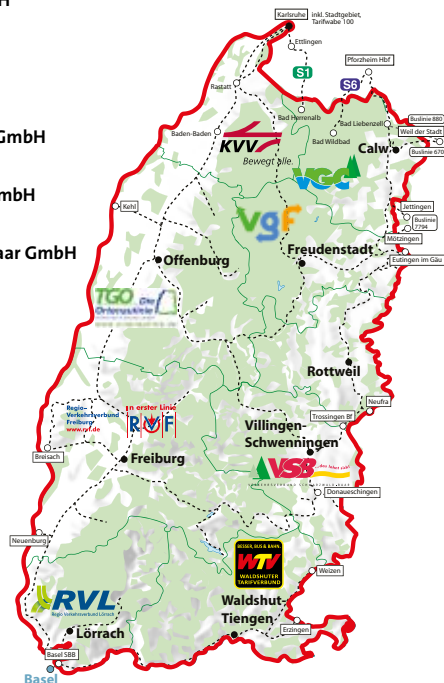 H
Karlsruhe
inkl. Stadtgebiet,
Tarifwabe 100
Ettlingen
S1
Pforzheim Hbf
S6
Rastatt
Bad Herrenalb
Bad Liebenzell
Buslinie 880
GmbH
Baden-Baden
KVV
Bewegt alle.
Bad Wildbad
Weil der Stadt
Calw
Buslinie 670
VGC
mbH
Kehl
Jettingen
Buslinie
7794
vgf
Mötzingen
aar GmbH
Offenburg
Freudenstadt
Eutingen im Gäu
TGO Die
Ortenaulinie
Rottweil
Neufra
Regio-
Verkehrsverbund
Freiburg
www.rvf.de
In erster Linie
RVF
Trossingen Bf
Villingen-
Schwenningen
Breisach
Freiburg
VSB
Donaueschingen
Neuenburg
BESSER, BUS & BAHN.
WTV
WALDSHUTER
TARIFVERBUND
Weizen
RVL
Regio Verkehrsverbund Lörrach
Waldshut-
Tiengen
Lörrach
Erzingen
Basel SBB
Basel